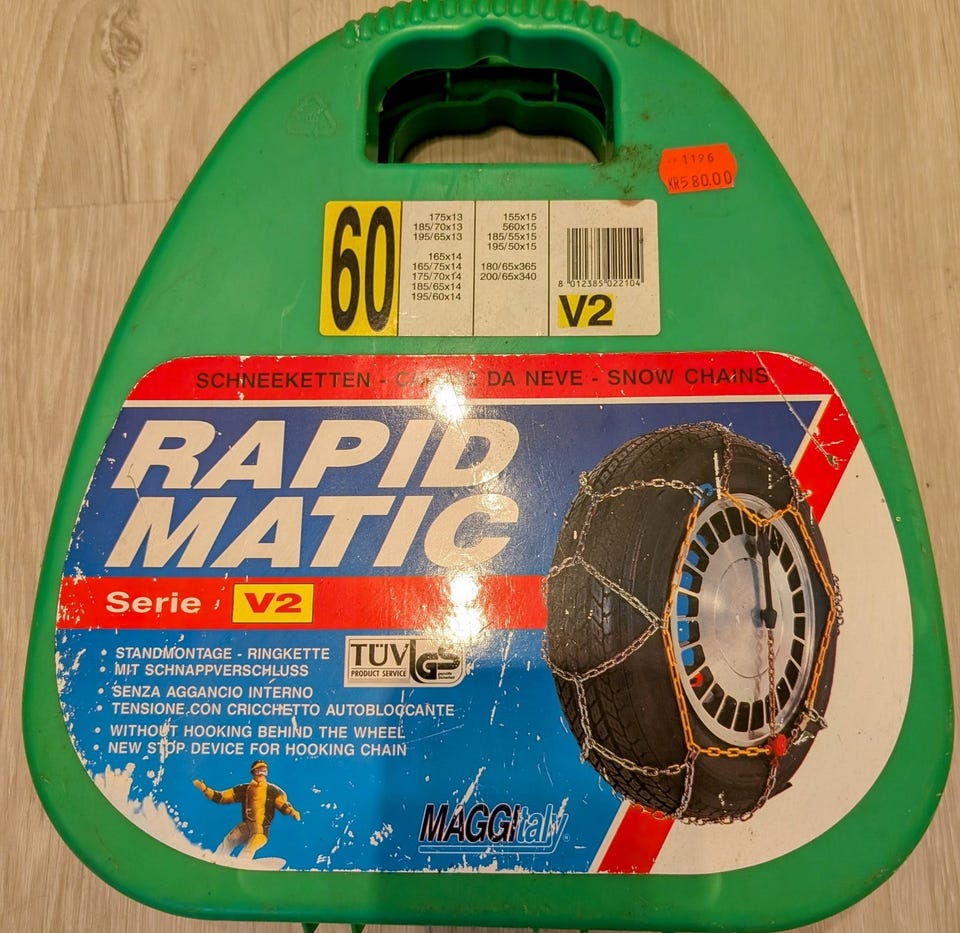 1196
KR580.00
60
175x13
185/70x13
195/65x13
165x14
165/75x14
175/70x14
185/65x14
195/60x14
155x15
560x15
185/55x15
195/50x15
180/65x365
200/65x340
8 012385 022104
V2
SCHNEEKETTEN - DA NEVE - SNOW CHAINS
RAPID
MATIC
Serie V2
• STANDMONTAGE - RINGKETTE
• MIT SCHNAPPVERSCHLUSS
• SENZA AGGANCIO INTERNO
• TENSIONE CON CRICCHETTO AUTOBLOCCANTE
• WITHOUT HOOKING BEHIND THE WHEEL
• NEW STOP DEVICE FOR HOOKING CHAIN
TÜV
PRODUCT SERVICE
GS
MAGGItaly